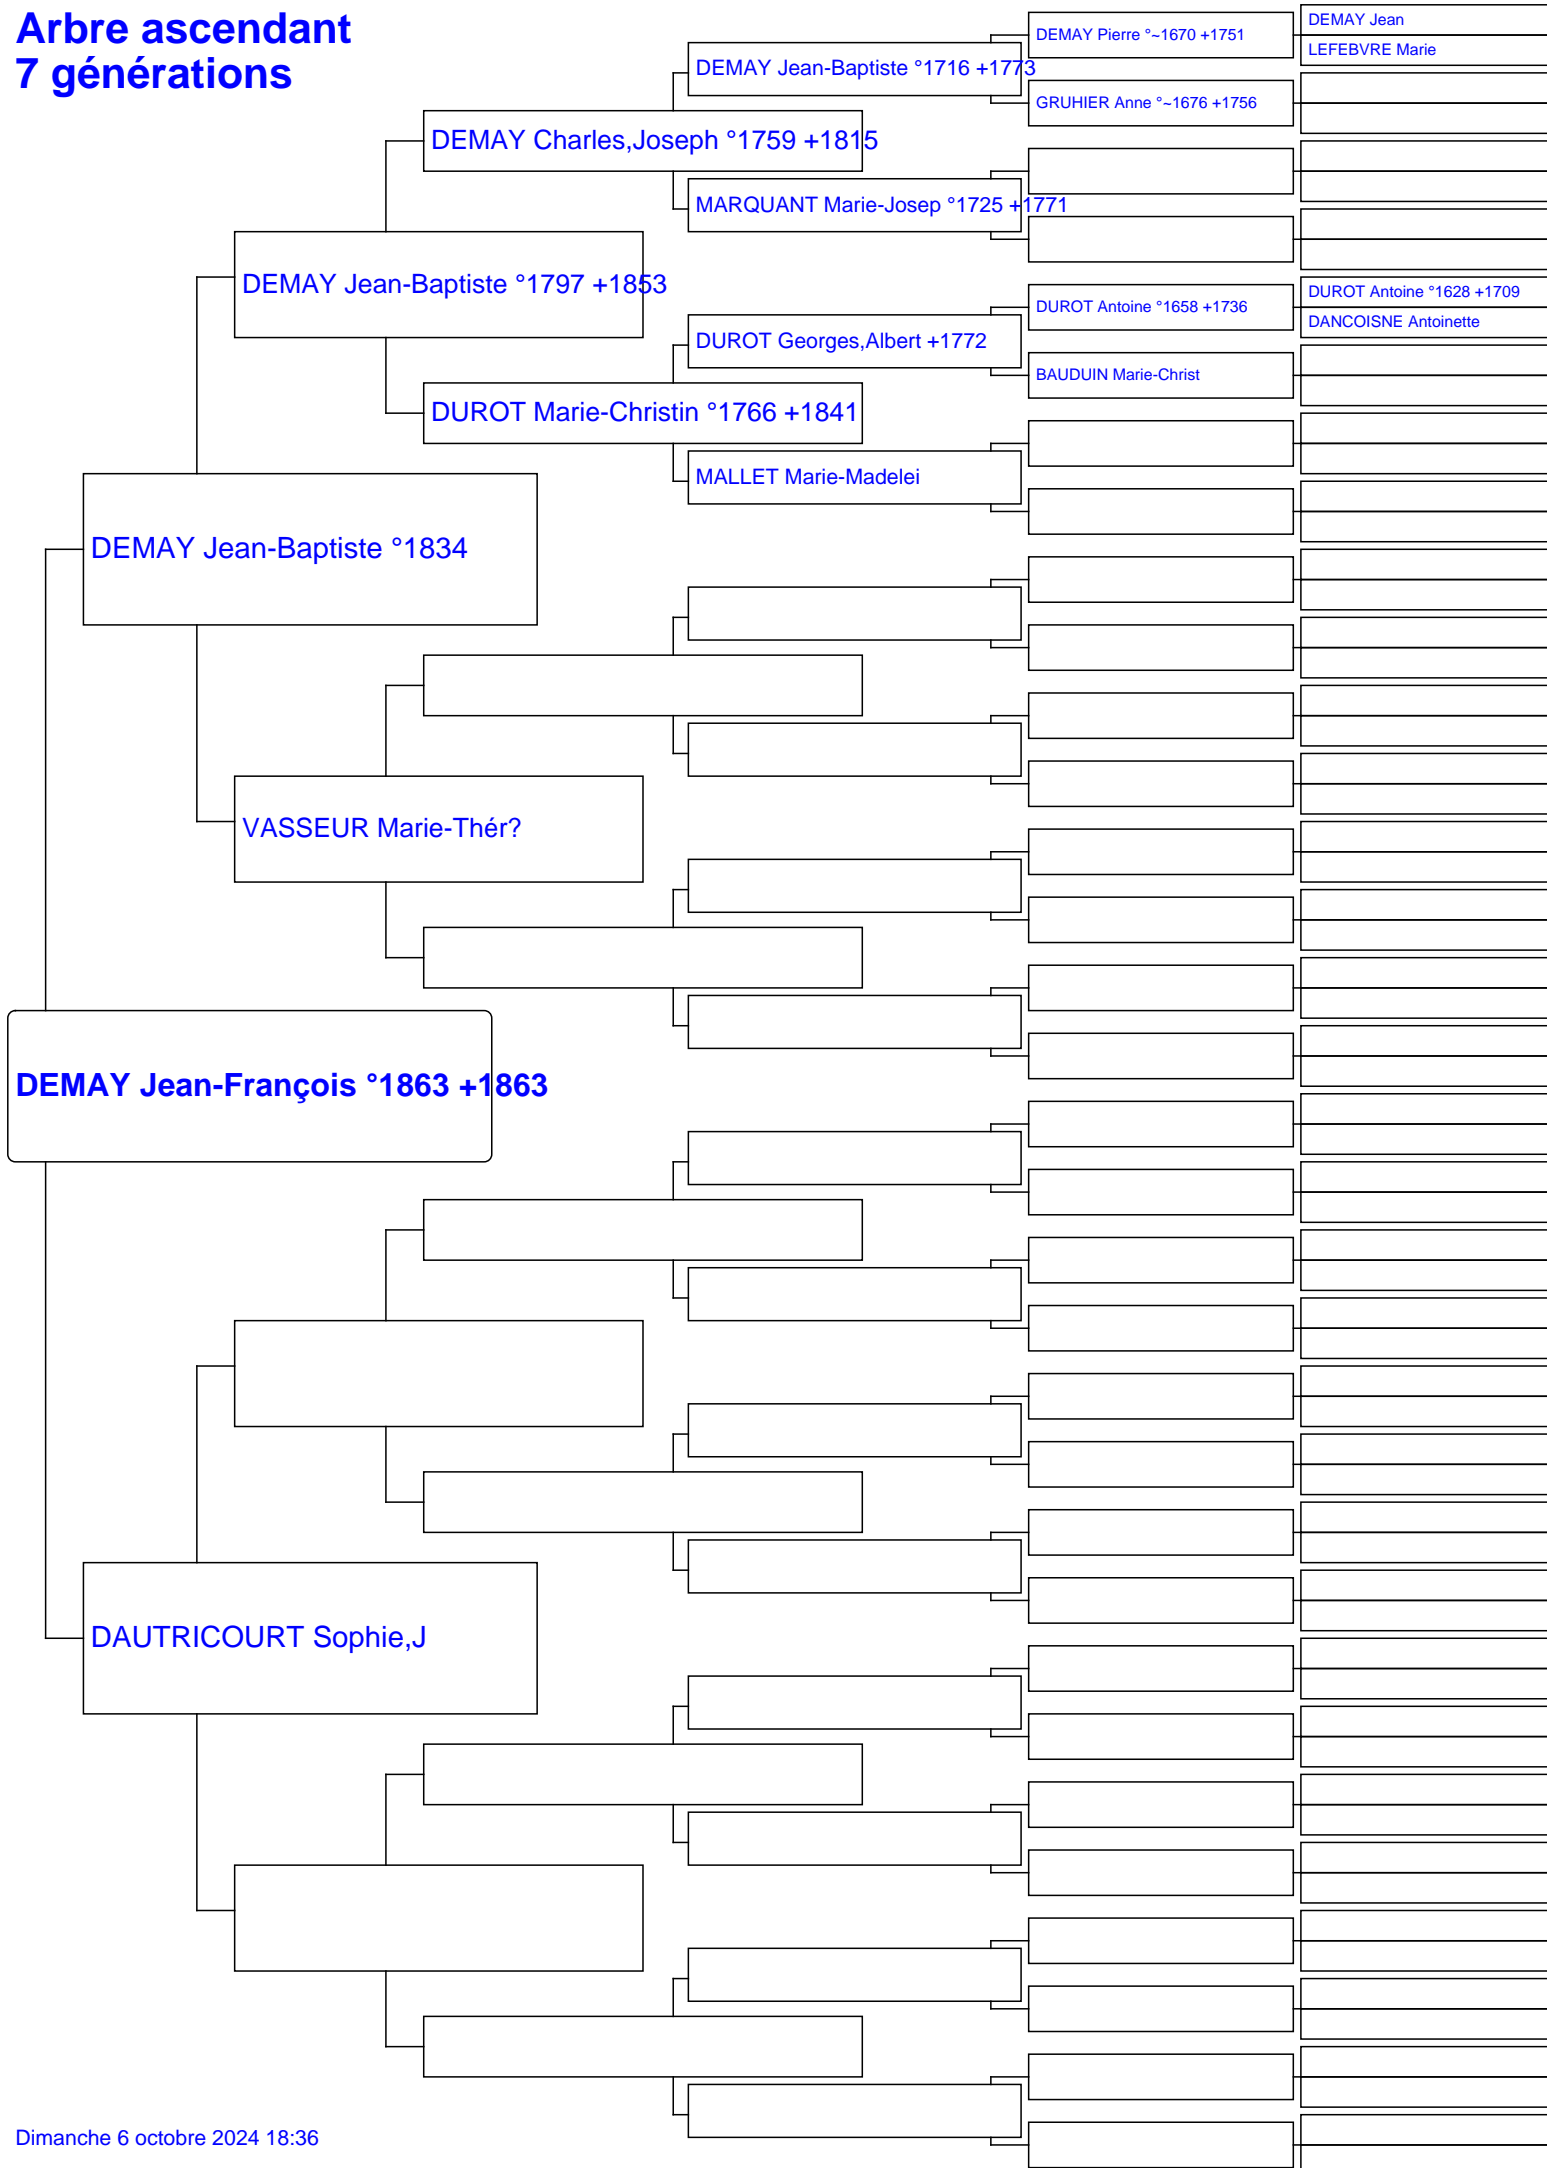 Arbre ascendant
7 générations
DEMAY Jean
DEMAY Pierre °~1670 +1751
LEFEBVRE Marie
DEMAY Jean-Baptiste °1716 +1773
GRUHIER Anne °~1676 +1756
DEMAY Charles,Joseph °1759 +1815
MARQUANT Marie-Josep °1725 +1771
DEMAY Jean-Baptiste °1797 +1853
DUROT Antoine °1628 +1709
DUROT Antoine °1658 +1736
DANCOISNE Antoinette
DUROT Georges,Albert +1772
BAUDUIN Marie-Christ
DUROT Marie-Christin °1766 +1841
MALLET Marie-Madelei
DEMAY Jean-Baptiste °1834
VASSEUR Marie-Thér?
DEMAY Jean-François °1863 +1863
DAUTRICOURT Sophie,J
Dimanche 6 octobre 2024 18:36